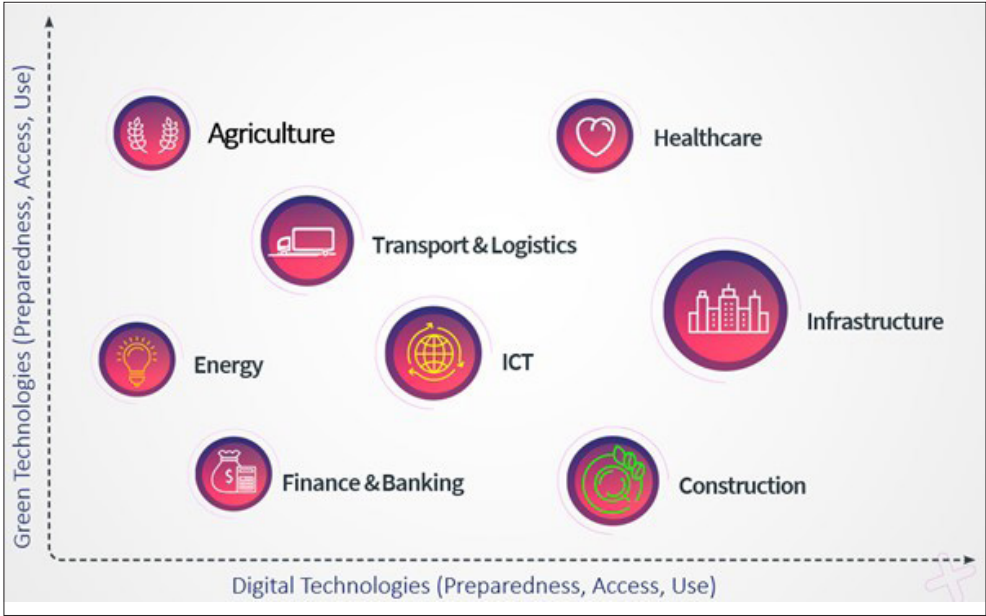 Green Technologies (Preparedness, Access, Use)
Agriculture
Healthcare
Transport & Logistics
Infrastructure
Energy
ICT
$
Finance & Banking
Construction
Digital Technologies (Preparedness, Access, Use)